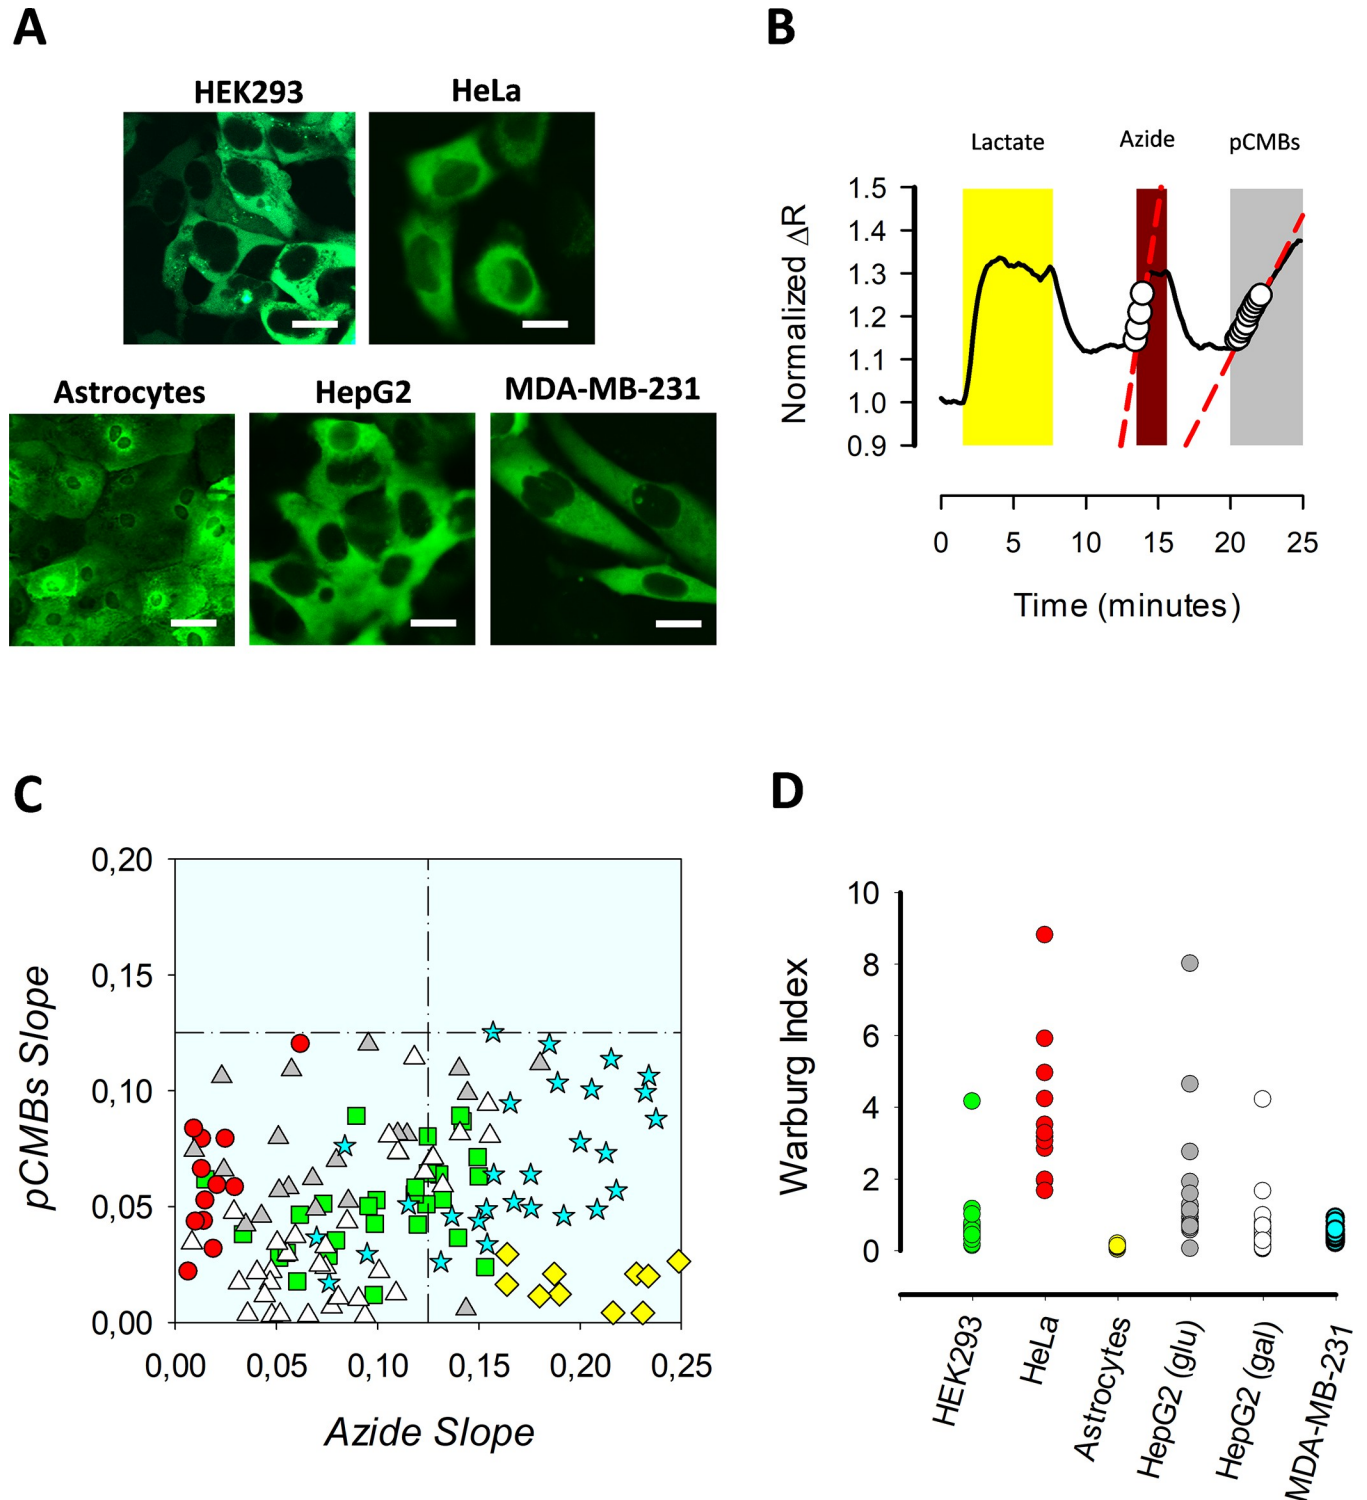 A
HEK293
HeLa
Astrocytes
HepG2
MDA-MB-231
B
Lactate
Azide
pCMBs
1.5
1.4
1.3
1.2
1.1
1.0
0.9
Normalized ΔR
0 5 10 15 20 25
Time (minutes)
C
0,20
0,15
0,10
0,05
0,00
pCMBs Slope
0,00 0,05 0,10 0,15 0,20 0,25
Azide Slope
D
10
8
6
4
2
0
Warburg Index
HEK293
HeLa
Astrocytes
HepG2 (glu)
HepG2 (gal)
MDA-MB-231